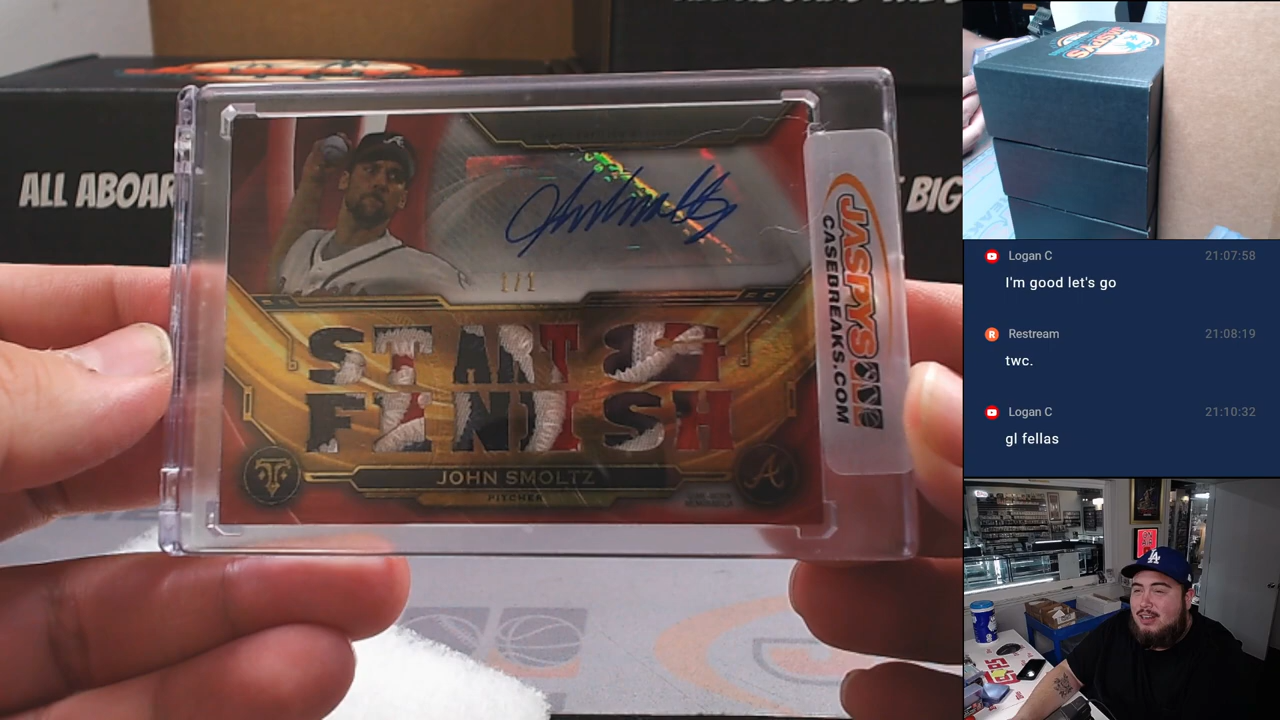 ALL ABOAR
BIG
1/1
START &
FINISH
JOHN SMOLTZ
PITCHER
JASPYS
CASEBREAKS.COM
JASPYS
Logan C 21:07:58
I'm good let's go
Restream 21:08:19
twc.
Logan C 21:10:32
gl fellas